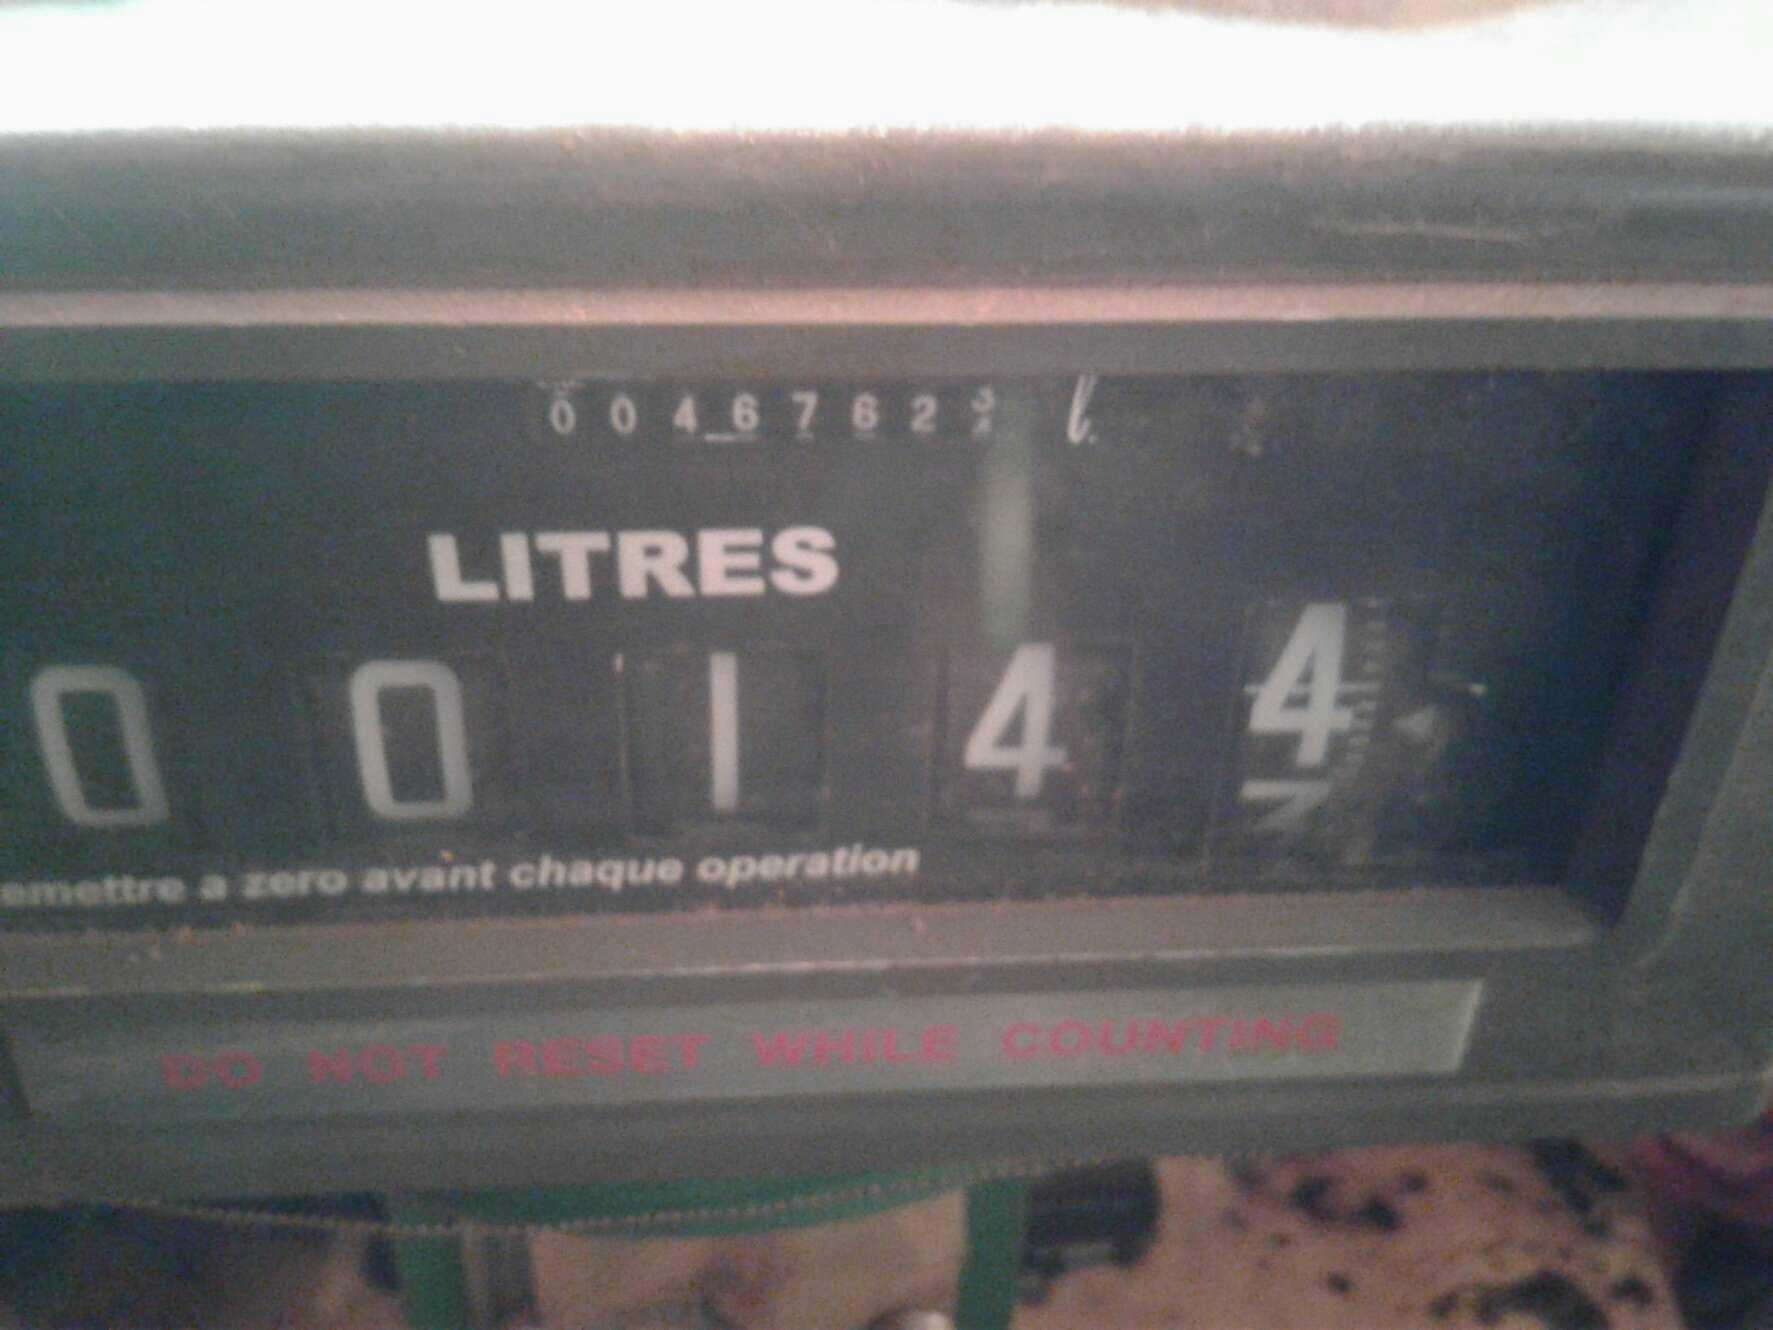 0 0 4 6 7 6 2 3 l.
LITRES
0 0 1 4 4
emettre a zero avant chaque operation
DO NOT RESET WHILE COUNTING